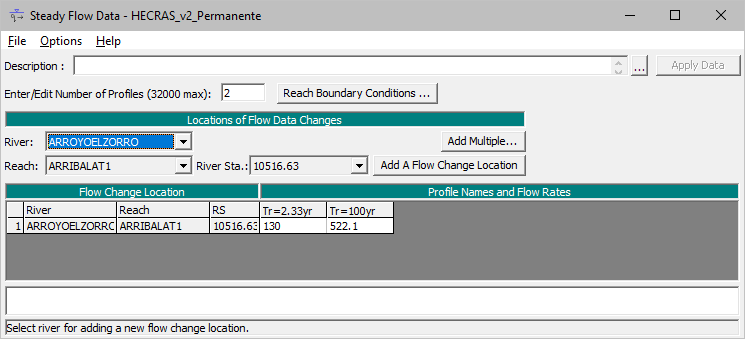 Steady Flow Data - HECRAS_v2_Permanente
File Options Help
Description : ... Apply Data
Enter/Edit Number of Profiles (32000 max): 2 Reach Boundary Conditions ...
Locations of Flow Data Changes
River: ARROYOELZORRO Add Multiple...
Reach: ARRIBALAT1 River Sta.: 10516.63 Add A Flow Change Location
Flow Change Location Profile Names and Flow Rates
River Reach RS Tr=2.33yr Tr=100yr
1 ARROYOELZORRO ARRIBALAT1 10516.63 130 522.1
Select river for adding a new flow change location.